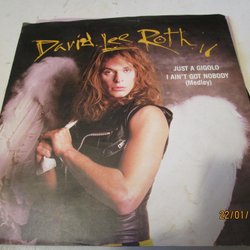 David Lee Roth
JUST A GIGOLO
I AIN'T GOT NOBODY
(Medley)
22/01/